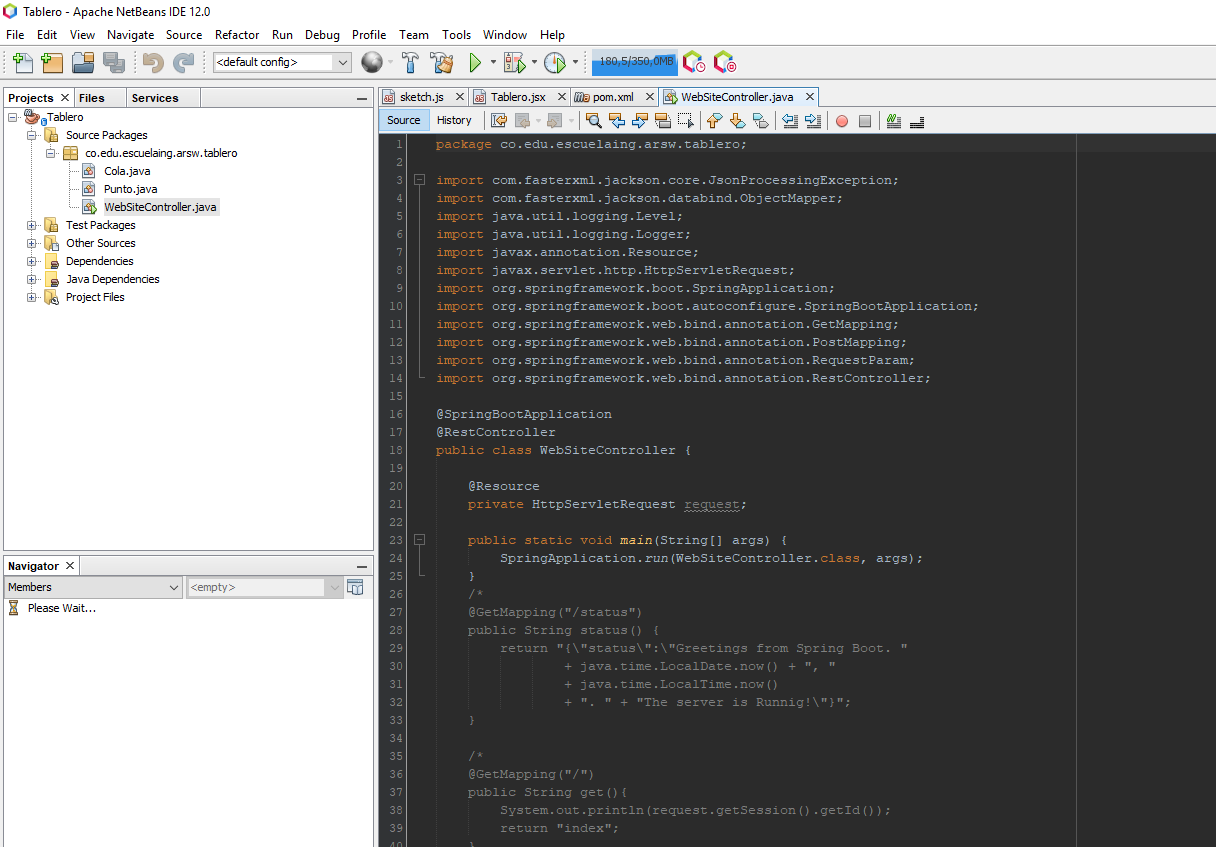 Tablero - Apache NetBeans IDE 12.0
File Edit View Navigate Source Refactor Run Debug Profile Team Tools Window Help
<default config> 180,5/350,0MB
Projects Files Services
sketch.js Tablero.jsx pom.xml WebSiteController.java
Source History
Tablero
Source Packages
co.edu.escuelaing.arsw.tablero
Cola.java
Punto.java
WebSiteController.java
Test Packages
Other Sources
Dependencies
Java Dependencies
Project Files
Navigator
Members <empty>
Please Wait...
1 package co.edu.escuelaing.arsw.tablero;
2
3 import com.fasterxml.jackson.core.JsonProcessingException;
4 import com.fasterxml.jackson.databind.ObjectMapper;
5 import java.util.logging.Level;
6 import java.util.logging.Logger;
7 import javax.annotation.Resource;
8 import javax.servlet.http.HttpServletRequest;
9 import org.springframework.boot.SpringApplication;
10 import org.springframework.boot.autoconfigure.SpringBootApplication;
11 import org.springframework.web.bind.annotation.GetMapping;
12 import org.springframework.web.bind.annotation.PostMapping;
13 import org.springframework.web.bind.annotation.RequestParam;
14 import org.springframework.web.bind.annotation.RestController;
15
16 @SpringBootApplication
17 @RestController
18 public class WebSiteController {
19
20 @Resource
21 private HttpServletRequest request;
22
23 public static void main(String[] args) {
24 SpringApplication.run(WebSiteController.class, args);
25 }
26 /*
27 @GetMapping("/status")
28 public String status() {
29 return "{\"status\":\"Greetings from Spring Boot. "
30 + java.time.LocalDate.now() + ", "
31 + java.time.LocalTime.now()
32 + ". " + "The server is Runnig!\"}";
33 }
34
35 /*
36 @GetMapping("/")
37 public String get(){
38 System.out.println(request.getSession().getId());
39 return "index";
40 }